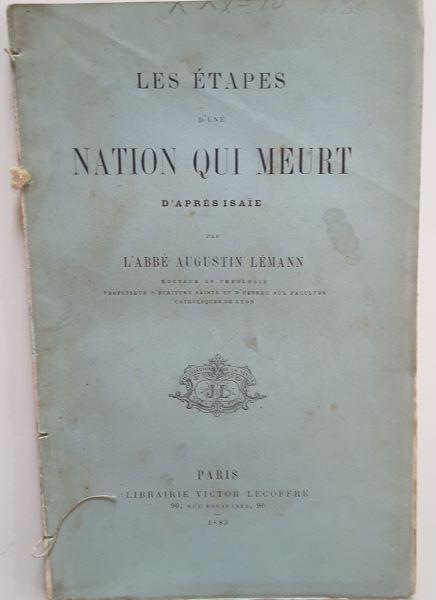 LES ÉTAPES
D'UNE
NATION QUI MEURT
D'APRÈS ISAÏE
PAR
L'ABBÉ AUGUSTIN LÉMANN
DOCTEUR EN THÉOLOGIE
PROFESSEUR D'ÉCRITURE SAINTE ET D'HÉBREU AUX FACULTÉS
CATHOLIQUES DE LYON
JL
PARIS
LIBRAIRIE VICTOR LECOFFRE
90, RUE BONAPARTE, 90
1883